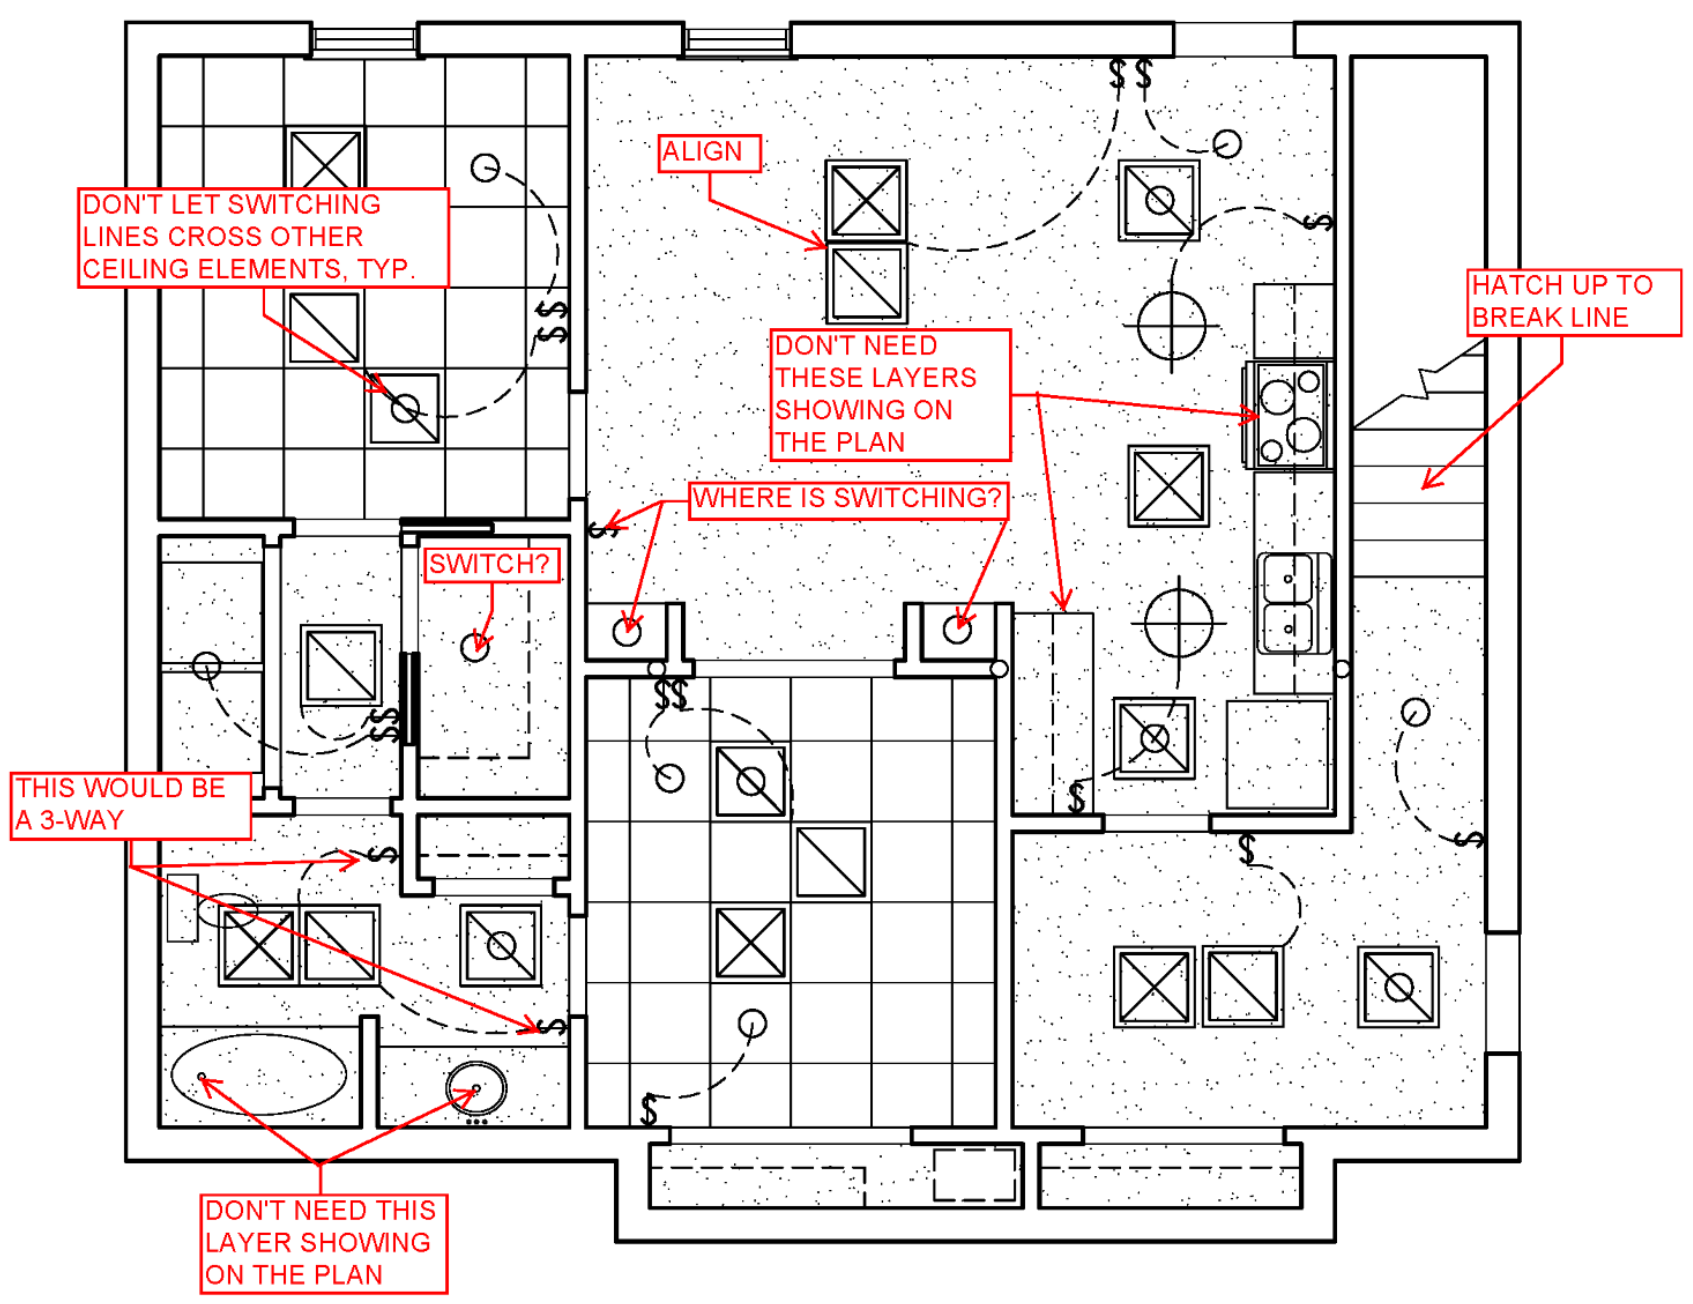 ALIGN
DON'T LET SWITCHING
LINES CROSS OTHER
CEILING ELEMENTS, TYP.
HATCH UP TO
BREAK LINE
DON'T NEED
THESE LAYERS
SHOWING ON
THE PLAN
WHERE IS SWITCHING?
SWITCH?
THIS WOULD BE
A 3-WAY
DON'T NEED THIS
LAYER SHOWING
ON THE PLAN